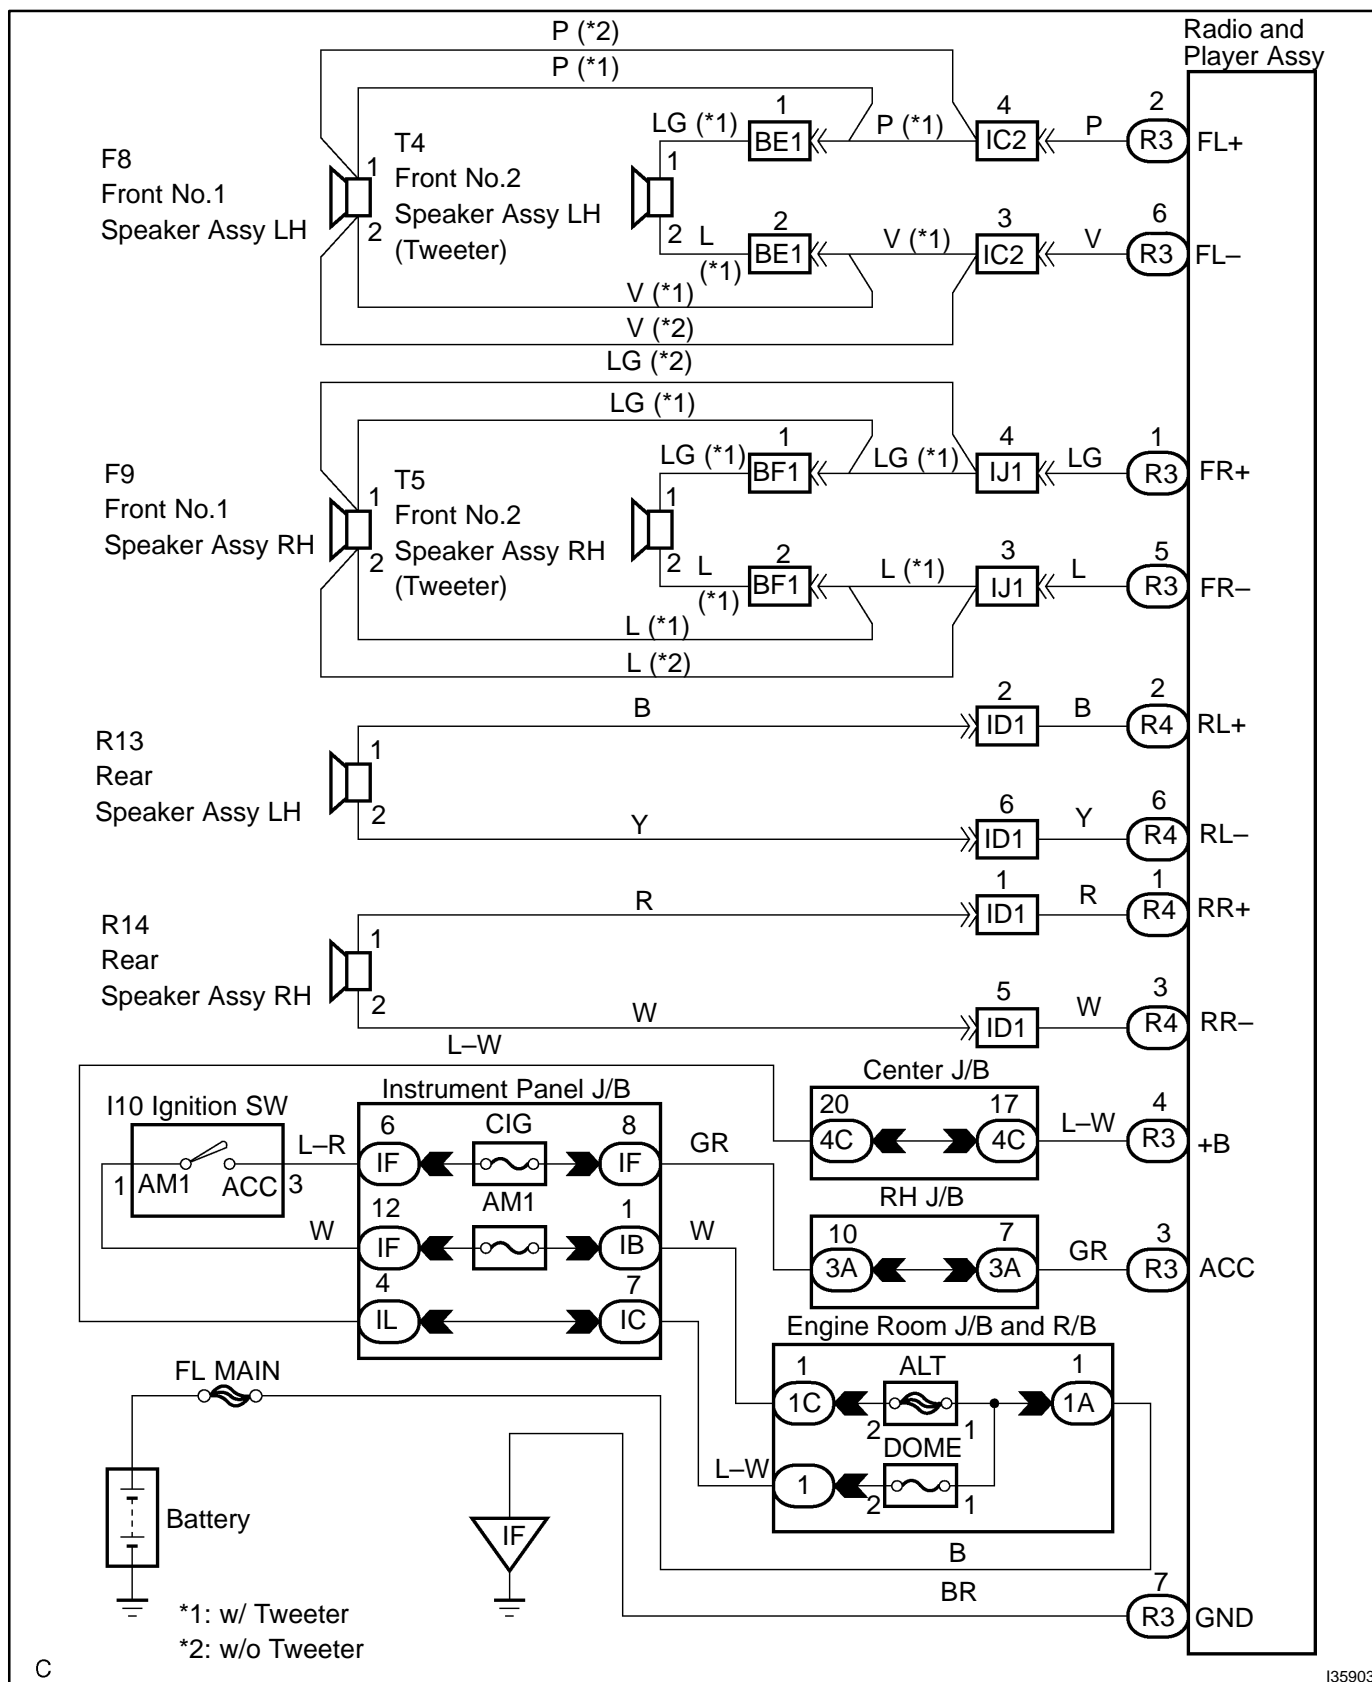 P (*2)
Radio and
Player Assy
P (*1)
1
4
2
LG (*1)
BE1
P (*1)
IC2
P
R3
FL+
F8
Front No.1
Speaker Assy LH
1
2
T4
Front No.2
Speaker Assy LH
(Tweeter)
1
2
L
(*1)
2
BE1
V (*1)
3
IC2
V
6
R3
FL–
V (*1)
V (*2)
LG (*2)
LG (*1)
1
4
1
LG (*1)
BF1
LG (*1)
IJ1
LG
R3
FR+
F9
Front No.1
Speaker Assy RH
1
2
T5
Front No.2
Speaker Assy RH
(Tweeter)
1
2
L
(*1)
2
BF1
L (*1)
3
IJ1
L
5
R3
FR–
L (*1)
L (*2)
B
2
ID1
B
2
R4
RL+
R13
Rear
Speaker Assy LH
1
2
Y
6
ID1
Y
6
R4
RL–
R
1
ID1
R
1
R4
RR+
R14
Rear
Speaker Assy RH
1
2
W
5
ID1
W
3
R4
RR–
L–W
Center J/B
Instrument Panel J/B
I10 Ignition SW
20
17
4
4C
4C
L–W
R3
+B
6
CIG
8
L–R
IF
IF
GR
1
AM1
ACC
3
RH J/B
12
AM1
1
W
IF
IB
W
10
7
3
3A
3A
GR
R3
ACC
4
7
IL
IC
Engine Room J/B and R/B
FL MAIN
1
ALT
1
1C
2
1
1A
DOME
L–W
1
2
1
Battery
IF
B
BR
7
R3
GND
*1: w/ Tweeter
*2: w/o Tweeter
C
I35903